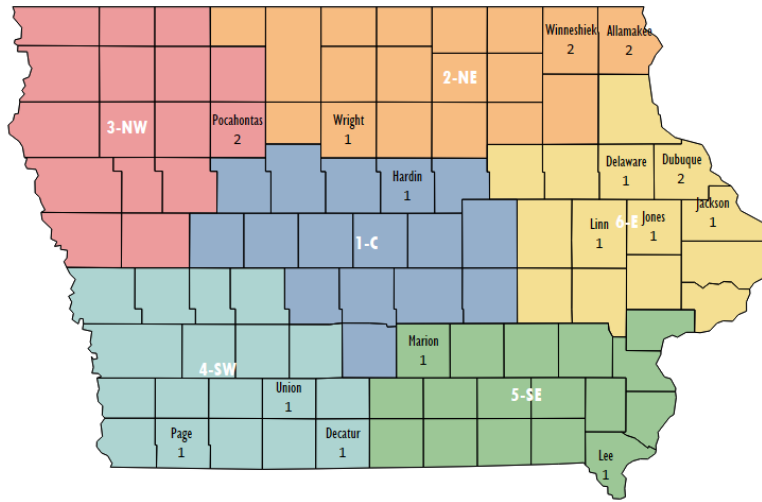 Winneshiek
2
Allamakee
2
2-NE
Pocahontas
2
3-NW
Wright
1
Hardin
1
Delaware
1
Dubuque
2
Linn
1
6-E
Jones
1
Jackson
1
1-C
Marion
1
4-SW
Union
1
5-SE
Page
1
Decatur
1
Lee
1